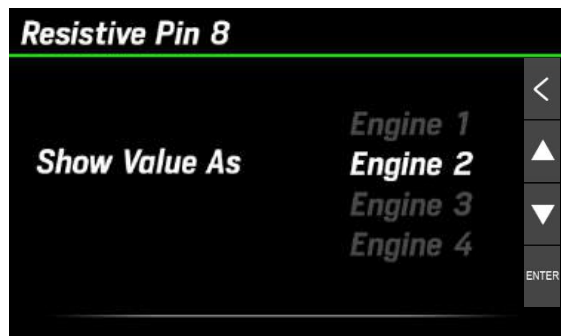 Resistive Pin 8
Engine 1
Show Value As Engine 2
Engine 3
Engine 4
ENTER